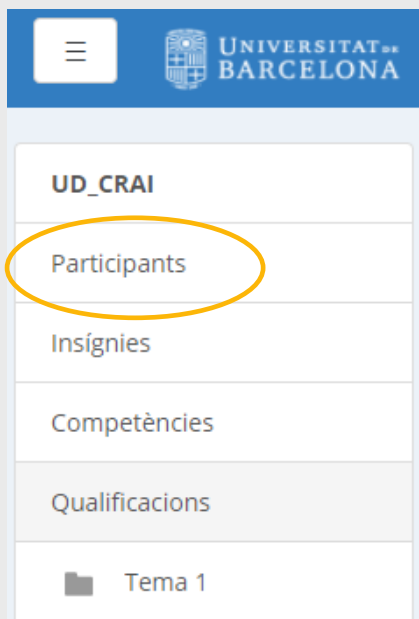 UNIVERSITAT DE
BARCELONA
UD_CRAI
Participants
Insígnies
Competències
Qualificacions
Tema 1